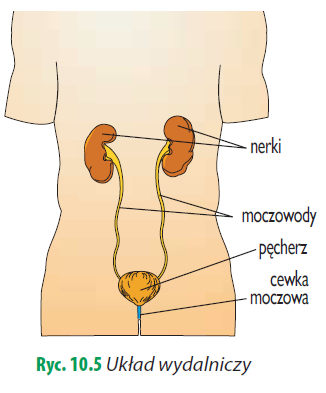 nerki
moczowody
pęcherz
cewka
moczowa
Ryc. 10.5 Układ wydalniczy